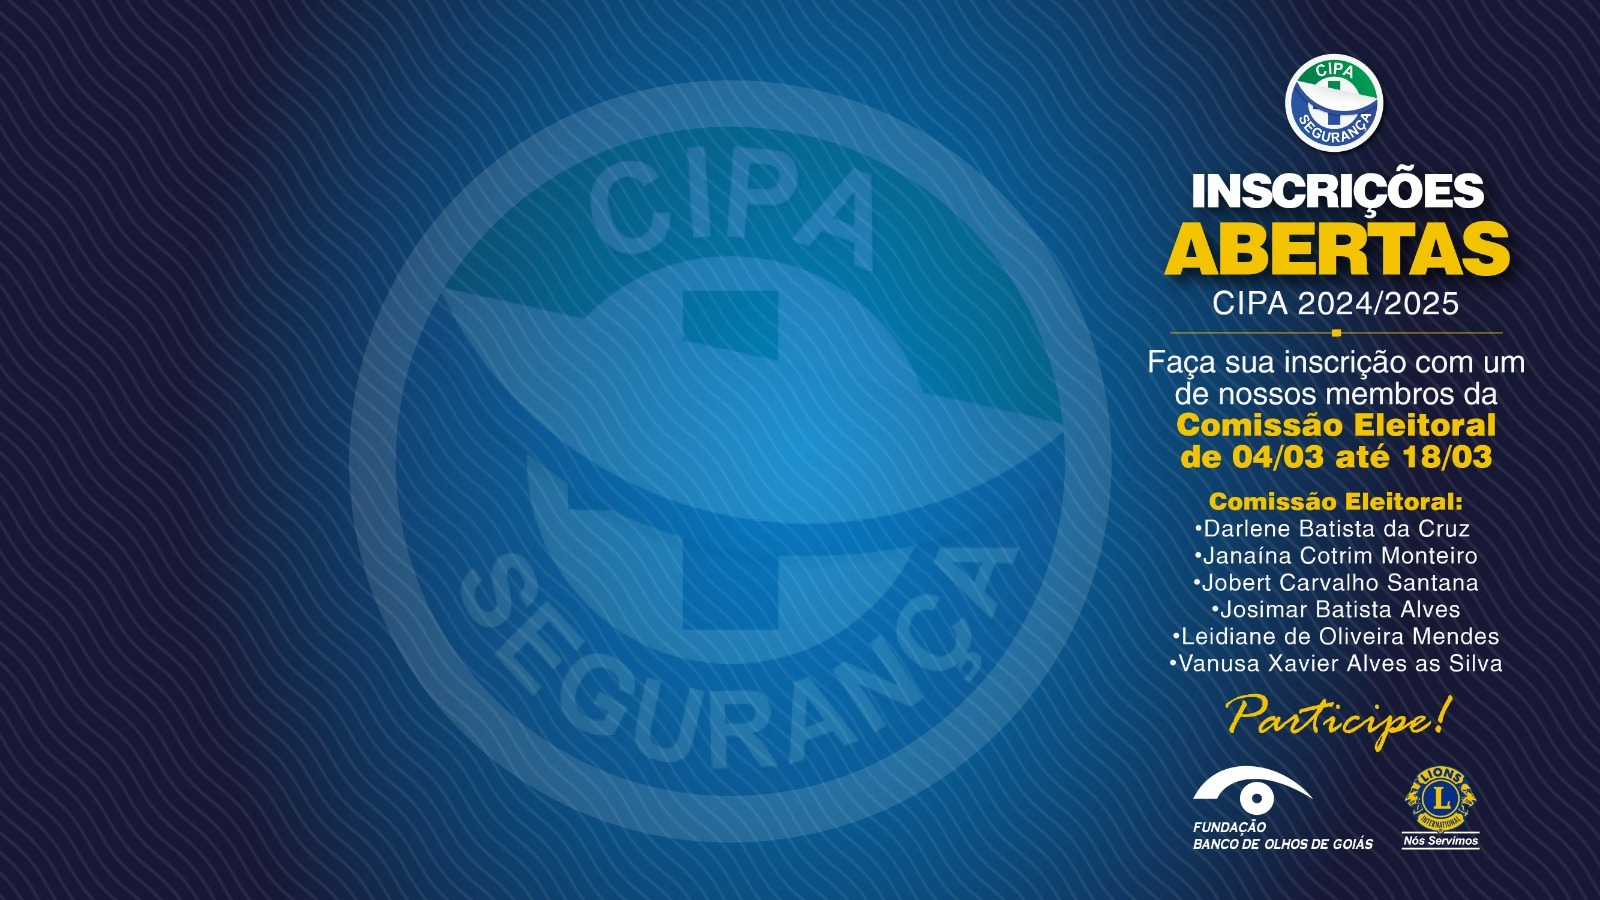 CIPA
SEGURANÇA
CIPA
SEGURANÇA
INSCRIÇÕES
ABERTAS
CIPA 2024/2025
Faça sua inscrição com um
de nossos membros da
Comissão Eleitoral
de 04/03 até 18/03
Comissão Eleitoral:
•Darlene Batista da Cruz
•Janaína Cotrim Monteiro
•Jobert Carvalho Santana
•Josimar Batista Alves
•Leidiane de Oliveira Mendes
•Vanusa Xavier Alves as Silva
Participe!
FUNDAÇÃO
BANCO DE OLHOS DE GOIÁS
LIONS
L
INTERNATIONAL
Nós Servimos